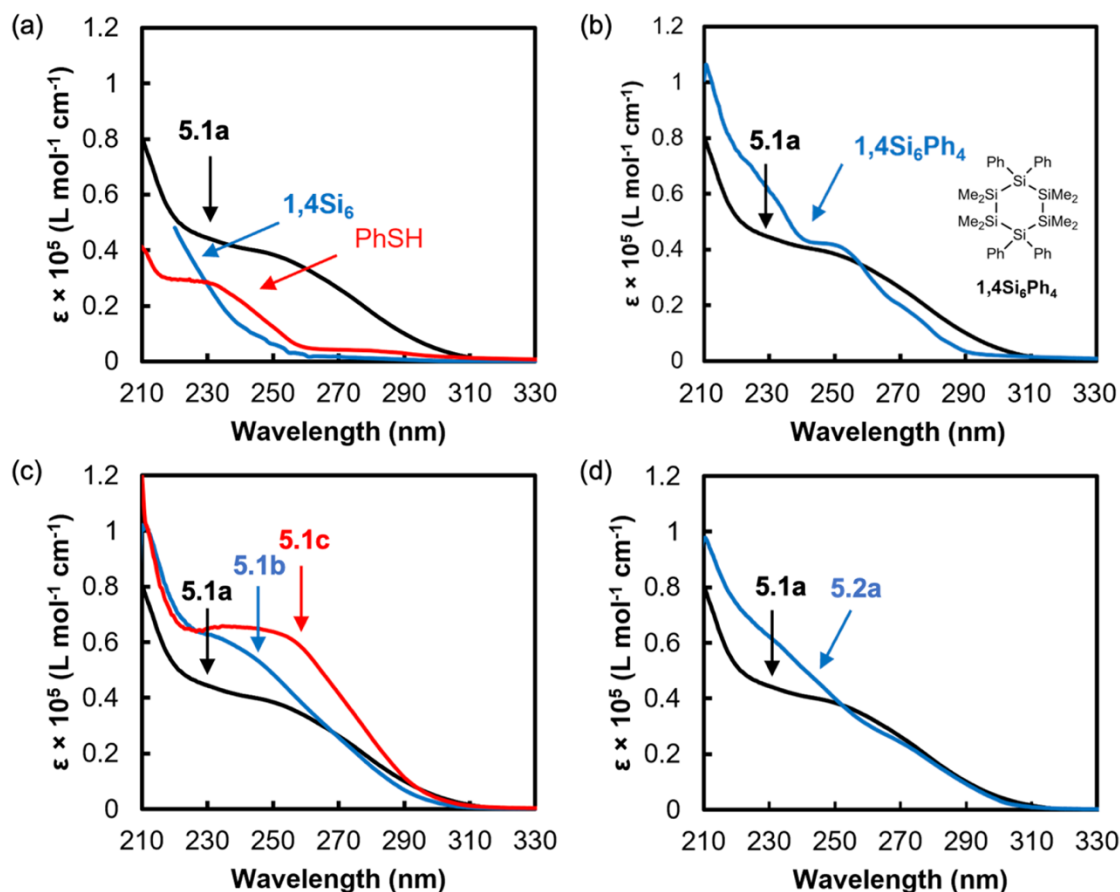 (a)
ε × 10⁵ (L mol⁻¹ cm⁻¹)
1.2
1
0.8
0.6
0.4
0.2
0
5.1a
1,4Si₆
PhSH
210 230 250 270 290 310 330
Wavelength (nm)
(b)
ε × 10⁵ (L mol⁻¹ cm⁻¹)
1.2
1
0.8
0.6
0.4
0.2
0
5.1a
1,4Si₆Ph₄
Ph Ph
Si
Me₂Si SiMe₂
Me₂Si SiMe₂
Si
Ph Ph
1,4Si₆Ph₄
210 230 250 270 290 310 330
Wavelength (nm)
(c)
ε × 10⁵ (L mol⁻¹ cm⁻¹)
1.2
1
0.8
0.6
0.4
0.2
0
5.1a
5.1b
5.1c
210 230 250 270 290 310 330
Wavelength (nm)
(d)
ε × 10⁵ (L mol⁻¹ cm⁻¹)
1.2
1
0.8
0.6
0.4
0.2
0
5.1a
5.2a
210 230 250 270 290 310 330
Wavelength (nm)